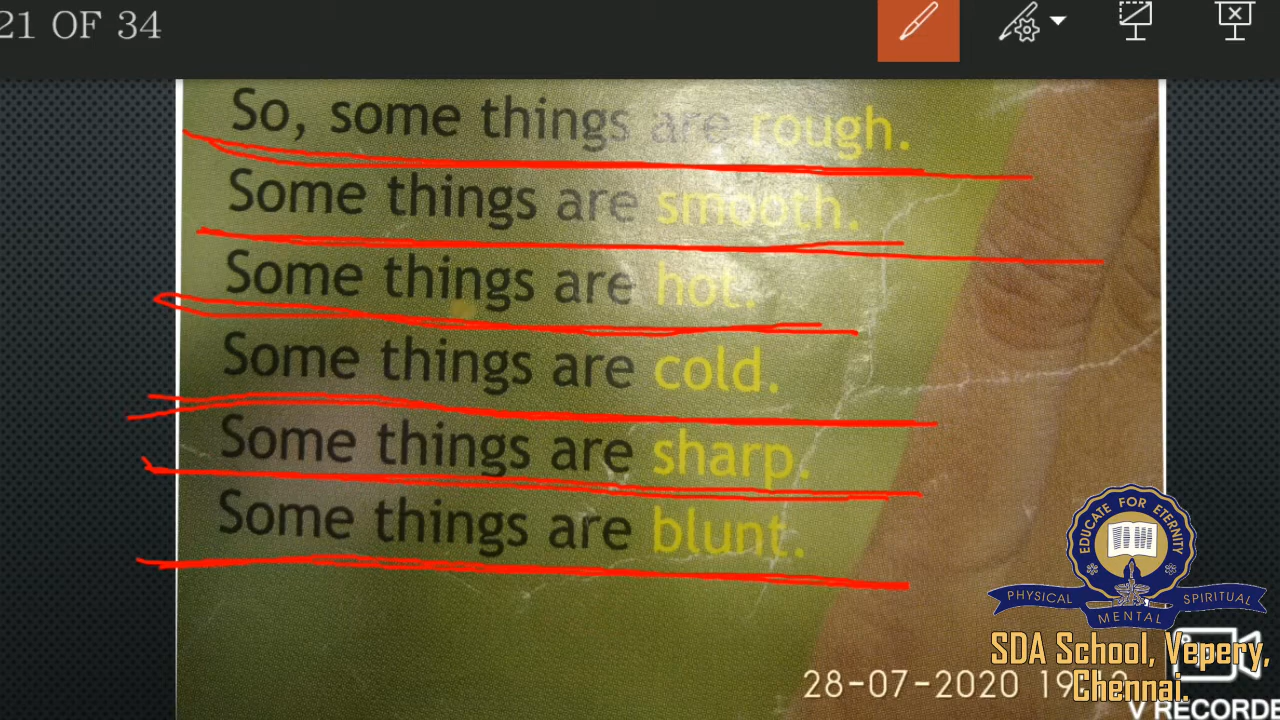 21 OF 34
So, some things are rough.
Some things are smooth.
Some things are hot.
Some things are cold.
Some things are sharp.
Some things are blunt.
EDUCATE FOR ETERNITY
PHYSICAL
MENTAL
SPIRITUAL
SDA School, Vepery,
Chennai.
28-07-2020
V RECORDE